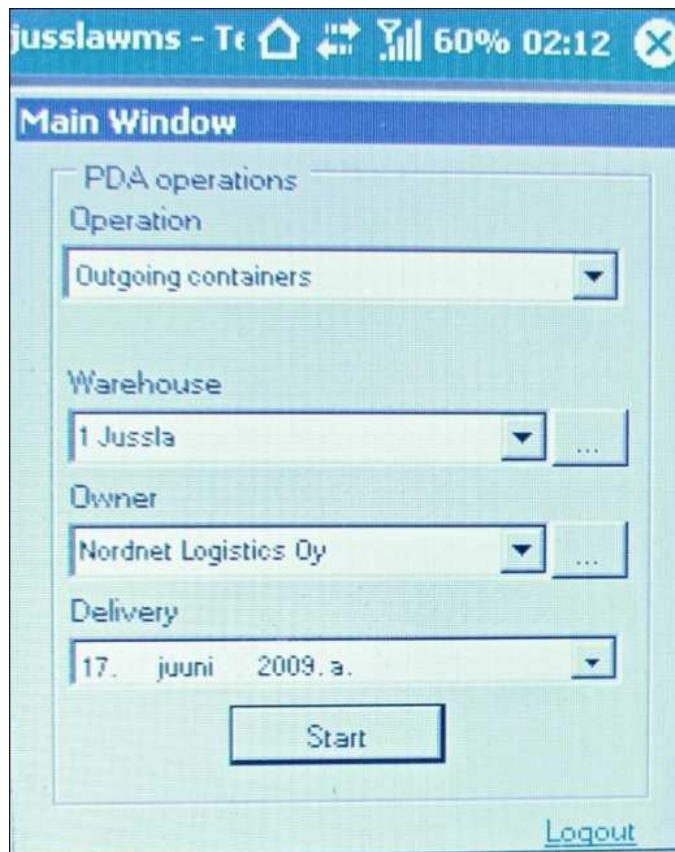 jusslawms - Te 60% 02:12
Main Window
PDA operations
Operation
Outgoing containers
Warehouse
1 Jussla
...
Owner
Nordnet Logistics Oy
...
Delivery
17. juuni 2009. a.
Start
Logout